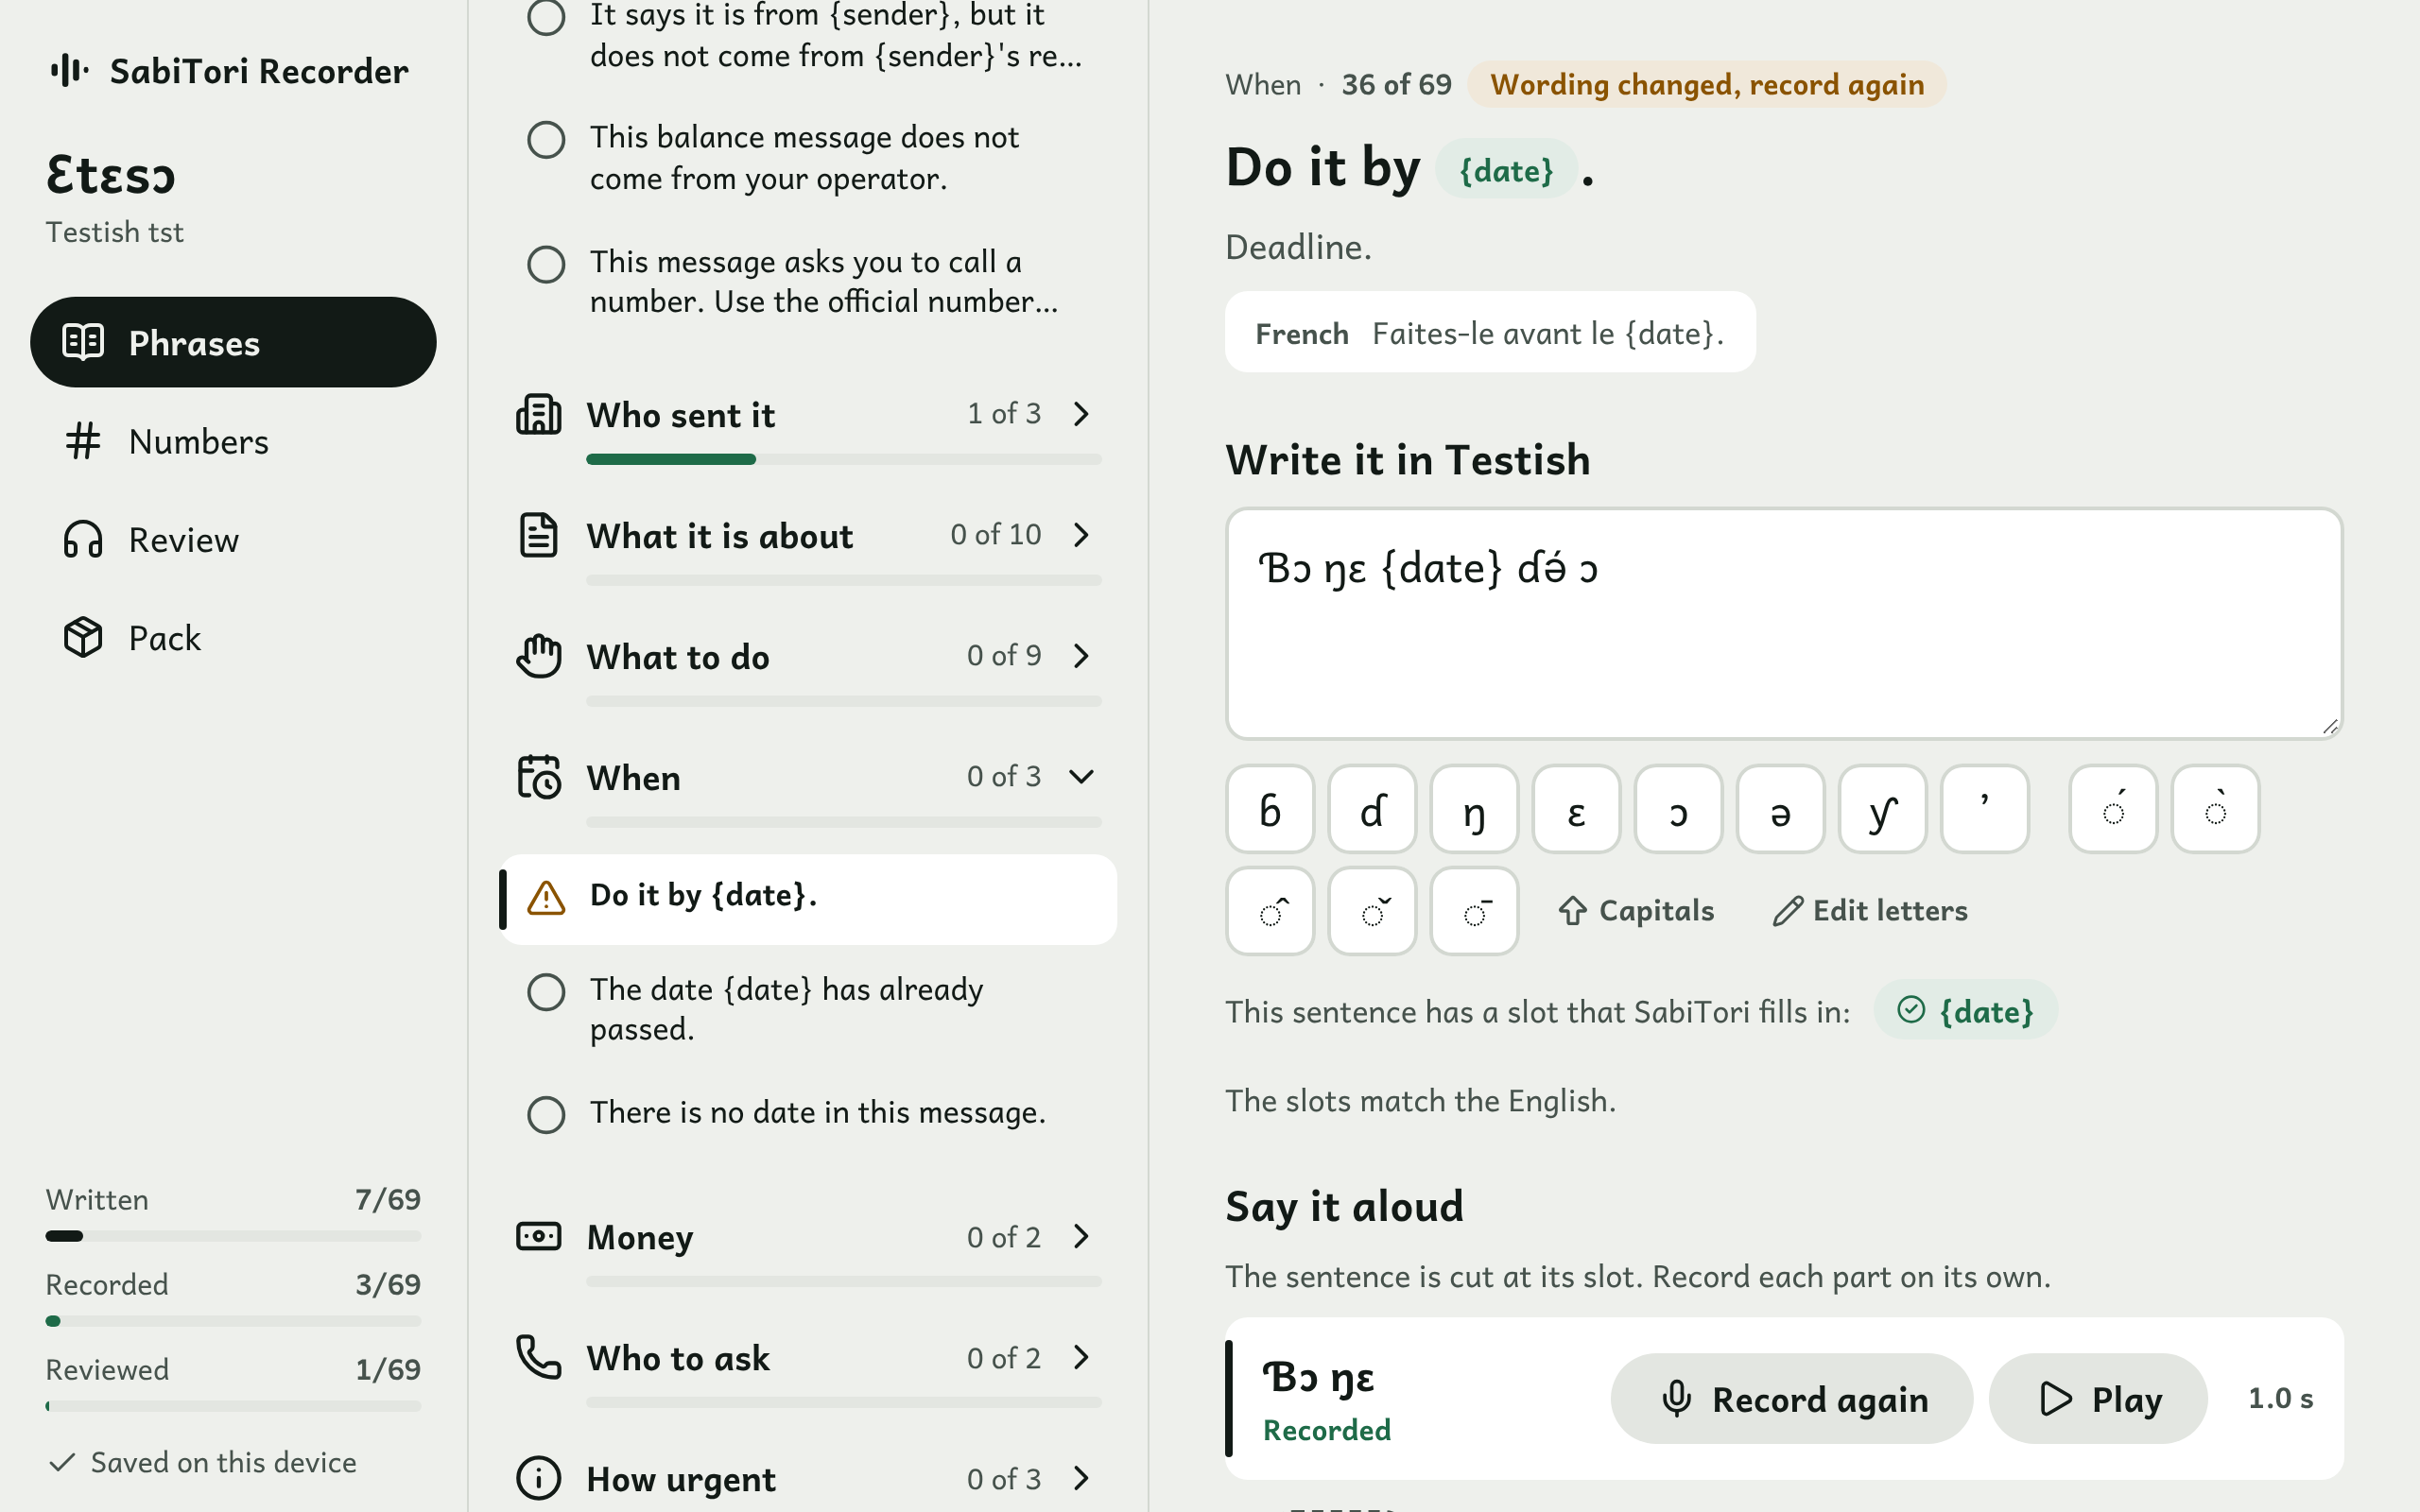 SabiTori Recorder
Ɛtɛsɔ
Testish tst
Phrases
Numbers
Review
Pack
Written 7/69
Recorded 3/69
Reviewed 1/69
Saved on this device
It says it is from {sender}, but it
does not come from {sender}'s re...
This balance message does not
come from your operator.
This message asks you to call a
number. Use the official number...
Who sent it 1 of 3
What it is about 0 of 10
What to do 0 of 9
When 0 of 3
Do it by {date}.
The date {date} has already
passed.
There is no date in this message.
Money 0 of 2
Who to ask 0 of 2
How urgent 0 of 3
When · 36 of 69 Wording changed, record again
Do it by {date}.
Deadline.
French Faites-le avant le {date}.
Write it in Testish
Ɓɔ ŋɛ {date} ɗə́ ɔ
ɓ ɗ ŋ ɛ ɔ ə ƴ ʼ ◌́ ◌̀
◌̂ ◌̌ ◌̄ Capitals Edit letters
This sentence has a slot that SabiTori fills in: {date}
The slots match the English.
Say it aloud
The sentence is cut at its slot. Record each part on its own.
Ɓɔ ŋɛ Record again Play 1.0 s
Recorded